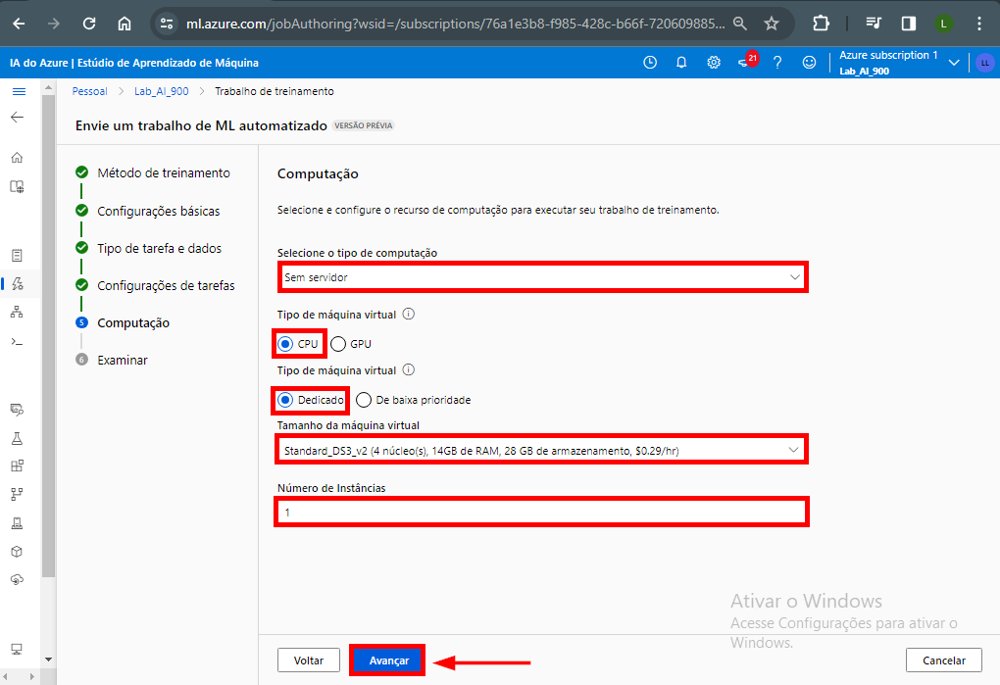 ml.azure.com/jobAuthoring?wsid=/subscriptions/76a1e3b8-f985-428c-b66f-720609885...
L
IA do Azure | Estúdio de Aprendizado de Máquina
21
?
Azure subscription 1
Lab_AI_900
LL
Pessoal > Lab_AI_900 > Trabalho de treinamento
Envie um trabalho de ML automatizado VERSÃO PRÉVIA
Método de treinamento
Configurações básicas
Tipo de tarefa e dados
Configurações de tarefas
5 Computação
6 Examinar
Computação
Selecione e configure o recurso de computação para executar seu trabalho de treinamento.
Selecione o tipo de computação
Sem servidor
Tipo de máquina virtual
CPU GPU
Tipo de máquina virtual
Dedicado De baixa prioridade
Tamanho da máquina virtual
Standard_DS3_v2 (4 núcleo(s), 14GB de RAM, 28 GB de armazenamento, $0.29/hr)
Número de Instâncias
1
Ativar o Windows
Acesse Configurações para ativar o
Windows.
Voltar Avançar Cancelar